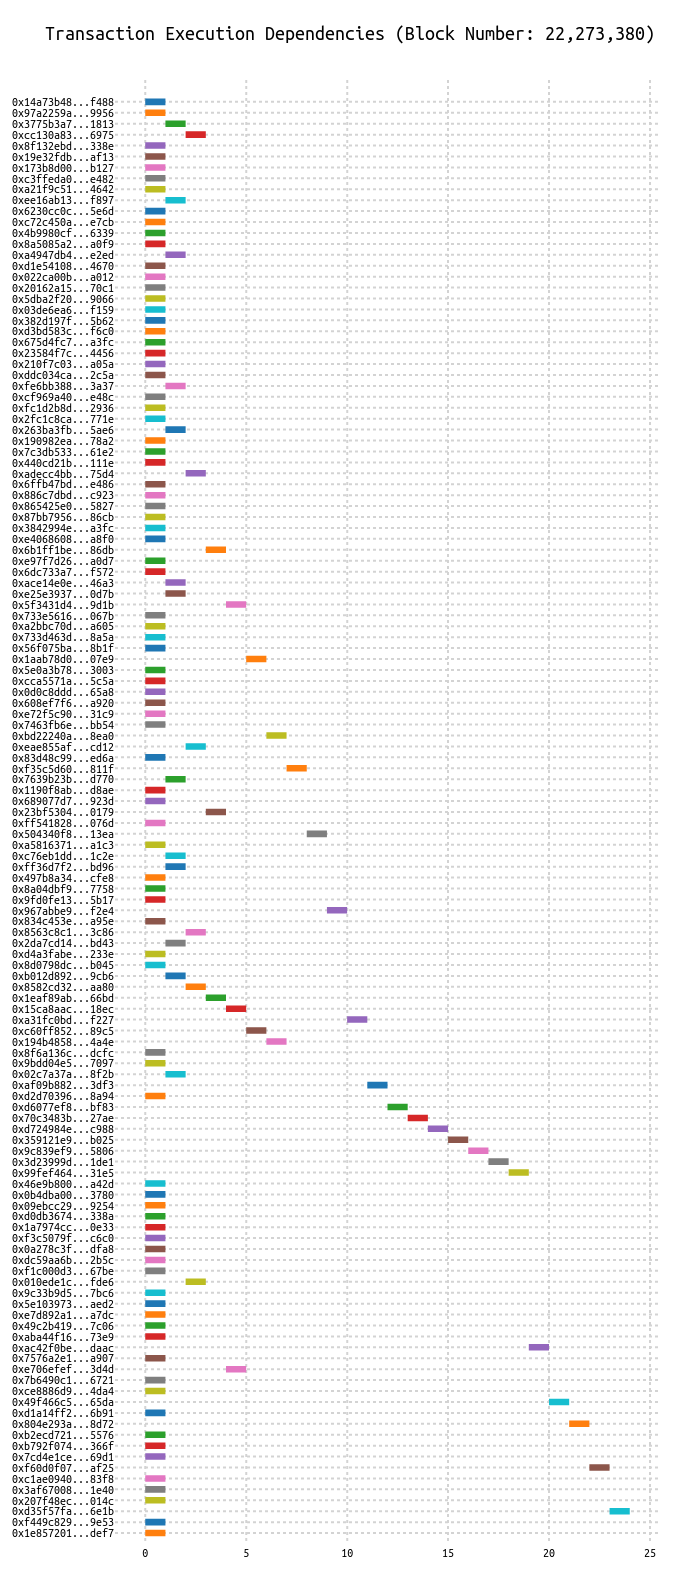 Transaction Execution Dependencies (Block Number: 22,273,380)
0x14a73b48...f488
0x97a2259a...9956
0x3775b3a7...1813
0xcc130a83...6975
0x8f132ebd...338e
0x19e32fdb...af13
0x173b8d00...b127
0xc3ffeda0...e482
0xa21f9c51...4642
0xee16ab13...f897
0x6230cc0c...5e6d
0xc72c450a...e7cb
0x4b9980cf...6339
0x8a5085a2...a0f9
0xa4947db4...e2ed
0xd1e54108...4670
0x022ca00b...a012
0x20162a15...70c1
0x5dba2f20...9066
0x03de6ea6...f159
0x382d197f...5b62
0xd3bd583c...f6c0
0x675d4fc7...a3fc
0x23584f7c...4456
0x210f7c03...a05a
0xddc034ca...2c5a
0xfe6bb388...3a37
0xcf969a40...e48c
0xfc1d2b8d...2936
0x2fc1c8ca...771e
0x263ba3fb...5ae6
0x190982ea...78a2
0x7c3db533...61e2
0x440cd21b...111e
0xadecc4bb...75d4
0x6ffb47bd...e486
0x886c7dbd...c923
0x865425e0...5827
0x87bb7956...86cb
0x3842994e...a3fc
0xe4068608...a8f0
0x6b1ff1be...86db
0xe97f7d26...a0d7
0x6dc733a7...f572
0xace14e0e...46a3
0xe25e3937...0d7b
0x5f3431d4...9d1b
0x733e5616...067b
0xa2bbc70d...a605
0x733d463d...8a5a
0x56f075ba...8b1f
0x1aab78d0...07e9
0x5e0a3b78...3003
0xcca5571a...5c5a
0x0d0c8ddd...65a8
0x608ef7f6...a920
0xe72f5c90...31c9
0x7463fb6e...bb54
0xbd22240a...8ea0
0xeae855af...cd12
0x83d48c99...ed6a
0xf35c5d60...811f
0x7639b23b...d770
0x1190f8ab...d8ae
0x689077d7...923d
0x23bf5304...0179
0xff541828...076d
0x504340f8...13ea
0xa5816371...a1c3
0xc76eb1dd...1c2e
0xff36d7f2...bd96
0x497b8a34...cfe8
0x8a04dbf9...7758
0x9fd0fe13...5b17
0x967abbe9...f2e4
0x834c453e...a95e
0x8563c8c1...3c86
0x2da7cd14...bd43
0xd4a3fabe...233e
0x8d0798dc...b045
0xb012d892...9cb6
0x8582cd32...aa80
0x1eaf89ab...66bd
0x15ca8aac...18ec
0xa31fc0bd...f227
0xc60ff852...89c5
0x194b4858...4a4e
0x8f6a136c...dcfc
0x9bdd04e5...7097
0x02c7a37a...8f2b
0xaf09b882...3df3
0xd2d70396...8a94
0xd6077ef8...bf83
0x70c3483b...27ae
0xd724984e...c988
0x359121e9...b025
0x9c839ef9...5806
0x3d23999d...1de1
0x99fef464...31e5
0x46e9b800...a42d
0x0b4dba00...3780
0x09ebcc29...9254
0xd0db3674...338a
0x1a7974cc...0e33
0xf3c5079f...c6c0
0x0a278c3f...dfa8
0xdc59aa6b...2b5c
0xf1c000d3...67be
0x010ede1c...fde6
0x9c33b9d5...7bc6
0x5e103973...aed2
0xe7d892a1...a7dc
0x49c2b419...7c06
0xaba44f16...73e9
0xac42f0be...daac
0x7576a2e1...a907
0xe706efef...3d4d
0x7b6490c1...6721
0xce8886d9...4da4
0x49f466c5...65da
0xd1a14ff2...6b91
0x804e293a...8d72
0xb2ecd721...5576
0xb792f074...366f
0x7cd4e1ce...69d1
0xf60d0f07...af25
0xc1ae0940...83f8
0x3af67008...1e40
0x207f48ec...014c
0xd35f57fa...6e1b
0xf449c829...9e53
0x1e857201...def7
0 5 10 15 20 25